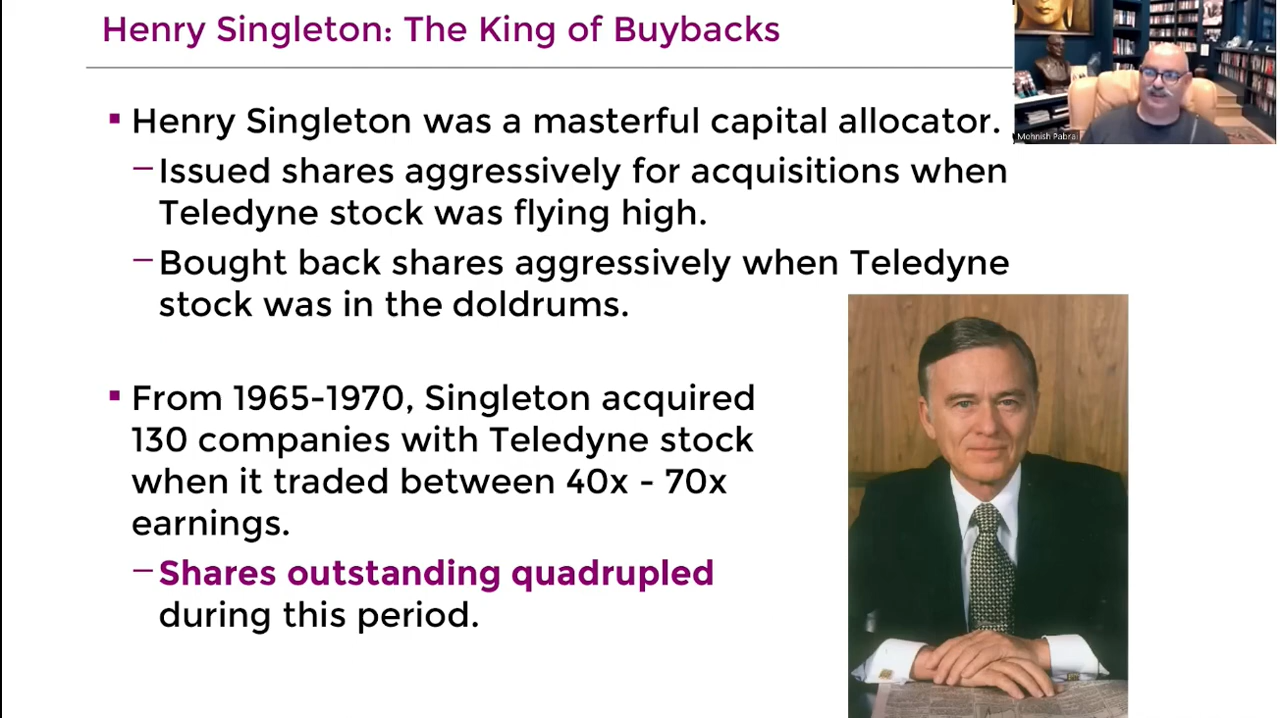 Henry Singleton: The King of Buybacks
▪ Henry Singleton was a masterful capital allocator.
– Issued shares aggressively for acquisitions when
Teledyne stock was flying high.
– Bought back shares aggressively when Teledyne
stock was in the doldrums.
▪ From 1965-1970, Singleton acquired
130 companies with Teledyne stock
when it traded between 40x - 70x
earnings.
– Shares outstanding quadrupled
during this period.
Mohnish Pabrai